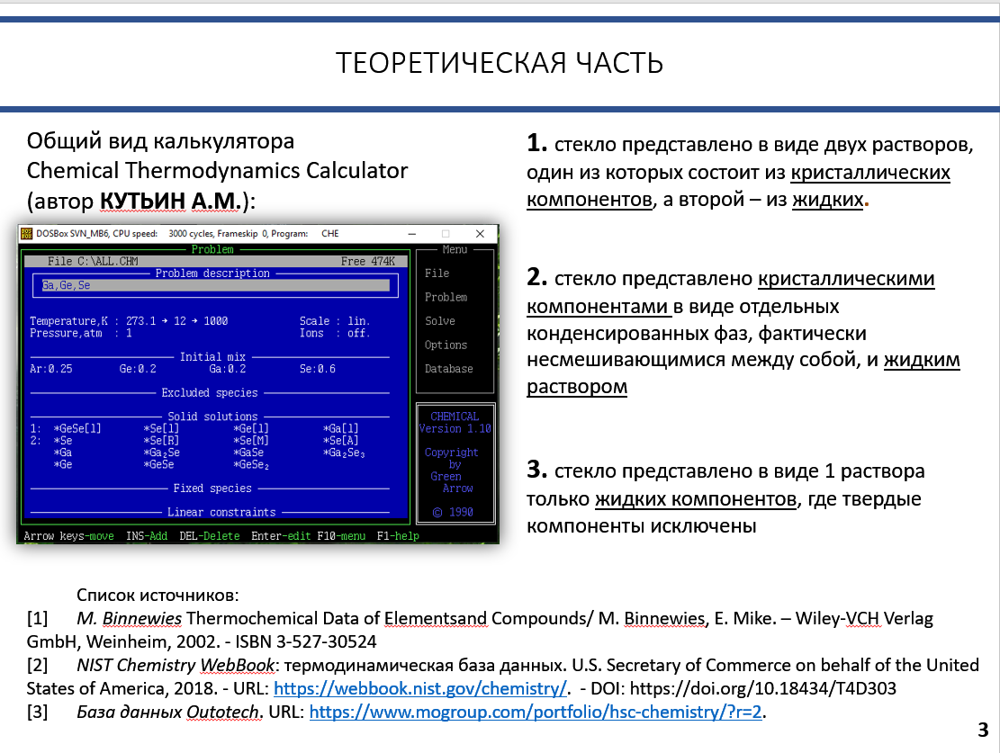 ТЕОРЕТИЧЕСКАЯ ЧАСТЬ
Общий вид калькулятора
Chemical Thermodynamics Calculator
(автор КУТЬИН А.М.):
DOSBox SVN_MB6, CPU speed: 3000 cycles, Frameskip 0, Program: CHE
Problem
File C:\ALL.CHM Free 474K
Problem description
Ga,Ge,Se
Temperature,K : 273.1 → 12 → 1000 Scale : lin.
Pressure,atm : 1 Ions : off.
Initial mix
Ar:0.25 Ge:0.2 Ga:0.2 Se:0.6
Excluded species
Solid solutions
1: *GeSe[l] *Se[l] *Ge[l] *Ga[l]
2: *Se *Se[R] *Se[M] *Se[A]
*Ga *Ga₂Se *GaSe *Ga₂Se₃
*Ge *GeSe *GeSe₂
Fixed species
Linear constraints
Arrow keys-move INS-Add DEL-Delete Enter-edit F10-menu F1-help
Menu
File
Problem
Solve
Options
Database
CHEMICAL
Version 1.10
Copyright
by
Green
Arrow
© 1990
1. стекло представлено в виде двух растворов,
один из которых состоит из кристаллических
компонентов, а второй – из жидких.
2. стекло представлено кристаллическими
компонентами в виде отдельных
конденсированных фаз, фактически
несмешивающимися между собой, и жидким
раствором
3. стекло представлено в виде 1 раствора
только жидких компонентов, где твердые
компоненты исключены
Список источников:
[1] M. Binnewies Thermochemical Data of Elementsand Compounds/ M. Binnewies, E. Mike. – Wiley-VCH Verlag
GmbH, Weinheim, 2002. - ISBN 3-527-30524
[2] NIST Chemistry WebBook: термодинамическая база данных. U.S. Secretary of Commerce on behalf of the United
States of America, 2018. - URL: https://webbook.nist.gov/chemistry/. - DOI: https://doi.org/10.18434/T4D303
[3] База данных Outotech. URL: https://www.mogroup.com/portfolio/hsc-chemistry/?r=2.
3